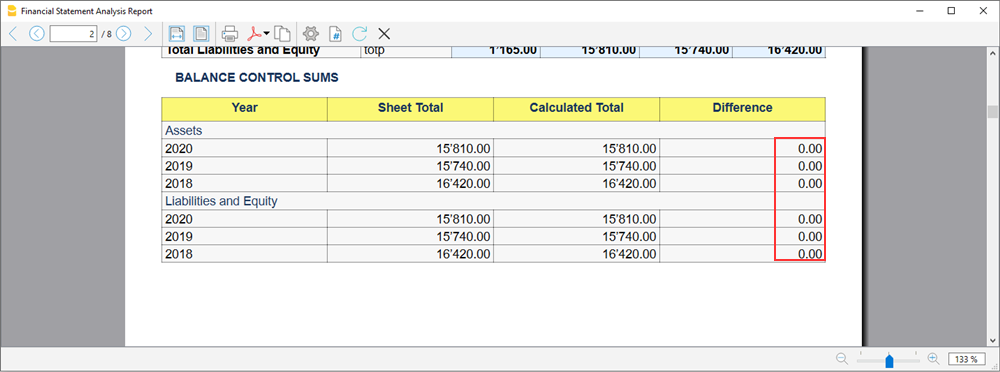 Financial Statement Analysis Report
2 / 8
Total Liabilities and Equity totp 1'165.00 15'810.00 15'740.00 16'420.00
BALANCE CONTROL SUMS
Year Sheet Total Calculated Total Difference
Assets
2020 15'810.00 15'810.00 0.00
2019 15'740.00 15'740.00 0.00
2018 16'420.00 16'420.00 0.00
Liabilities and Equity
2020 15'810.00 15'810.00 0.00
2019 15'740.00 15'740.00 0.00
2018 16'420.00 16'420.00 0.00
133 %